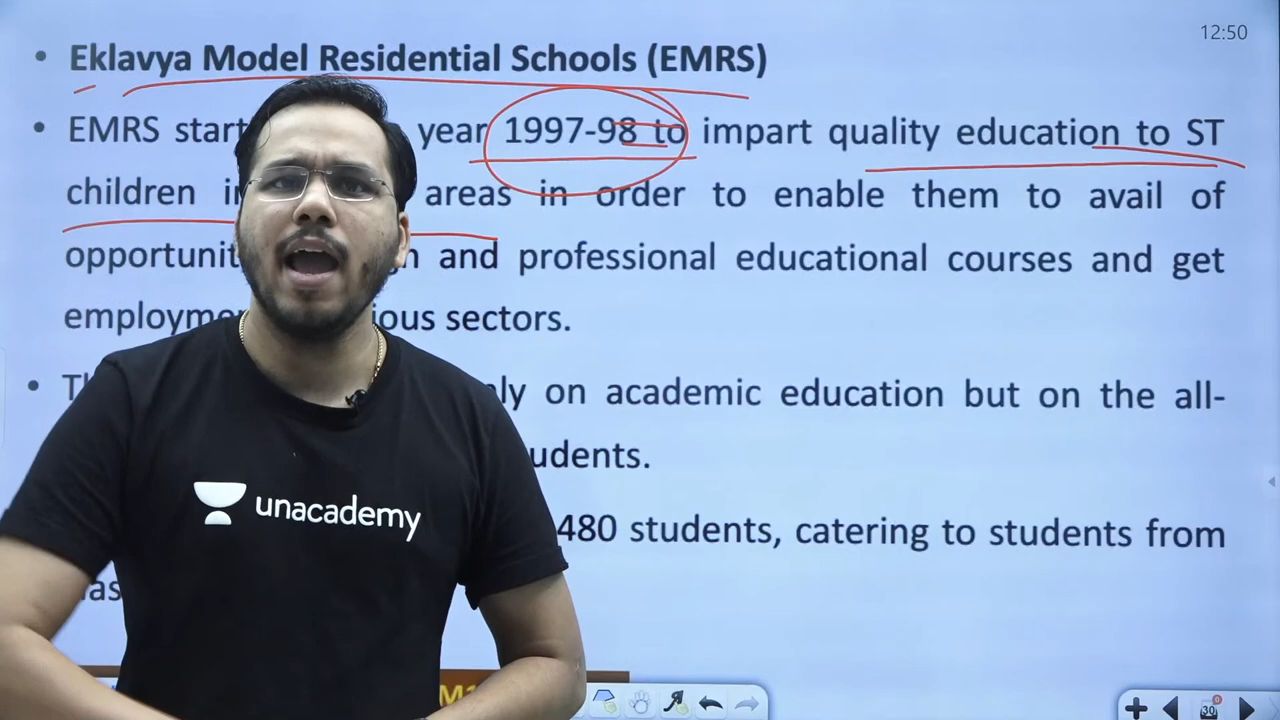 12:50
• Eklavya Model Residential Schools (EMRS)
• EMRS start year 1997-98 to impart quality education to ST
children in areas in order to enable them to avail of
opportunit and professional educational courses and get
employme ious sectors.
• ly on academic education but on the all-
udents.
480 students, catering to students from
unacademy
30